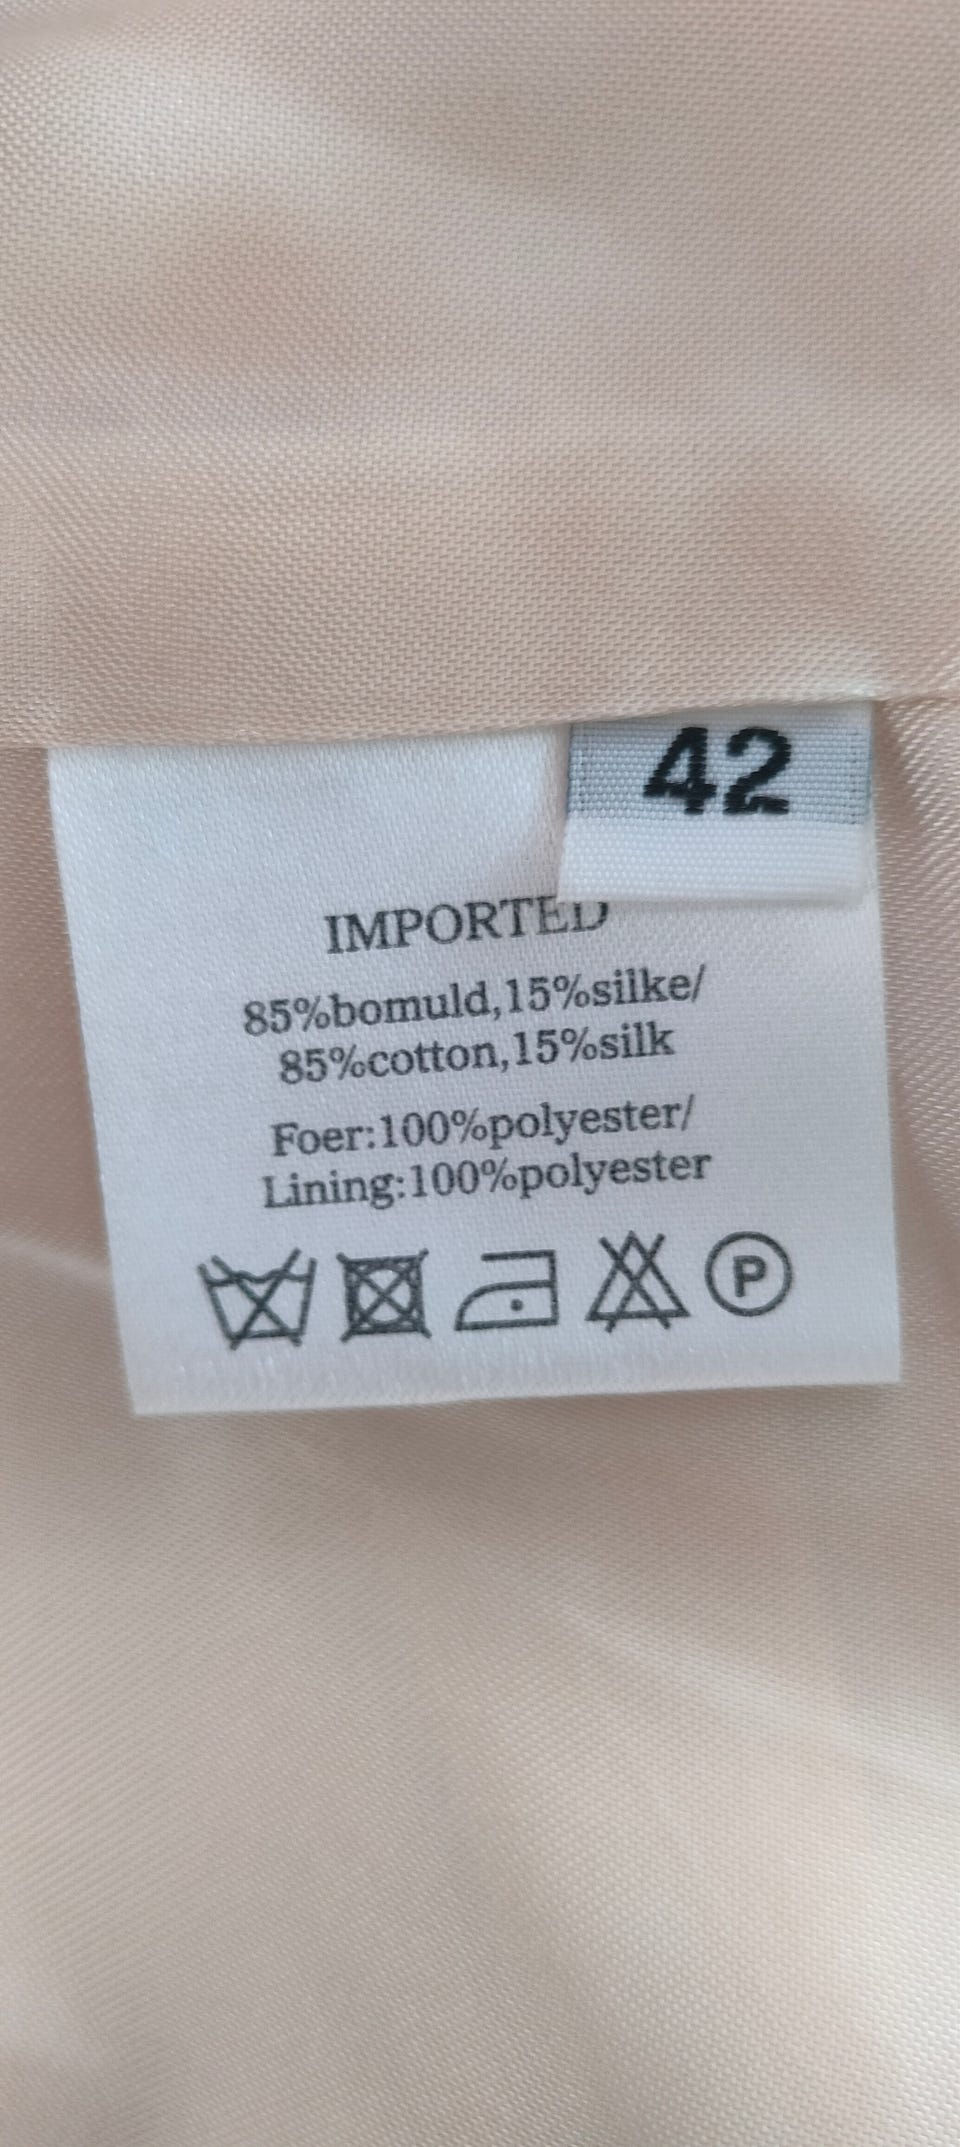 42
IMPORTED
85%bomuld,15%silke/
85%cotton,15%silk
Foer:100%polyester/
Lining:100%polyester
P